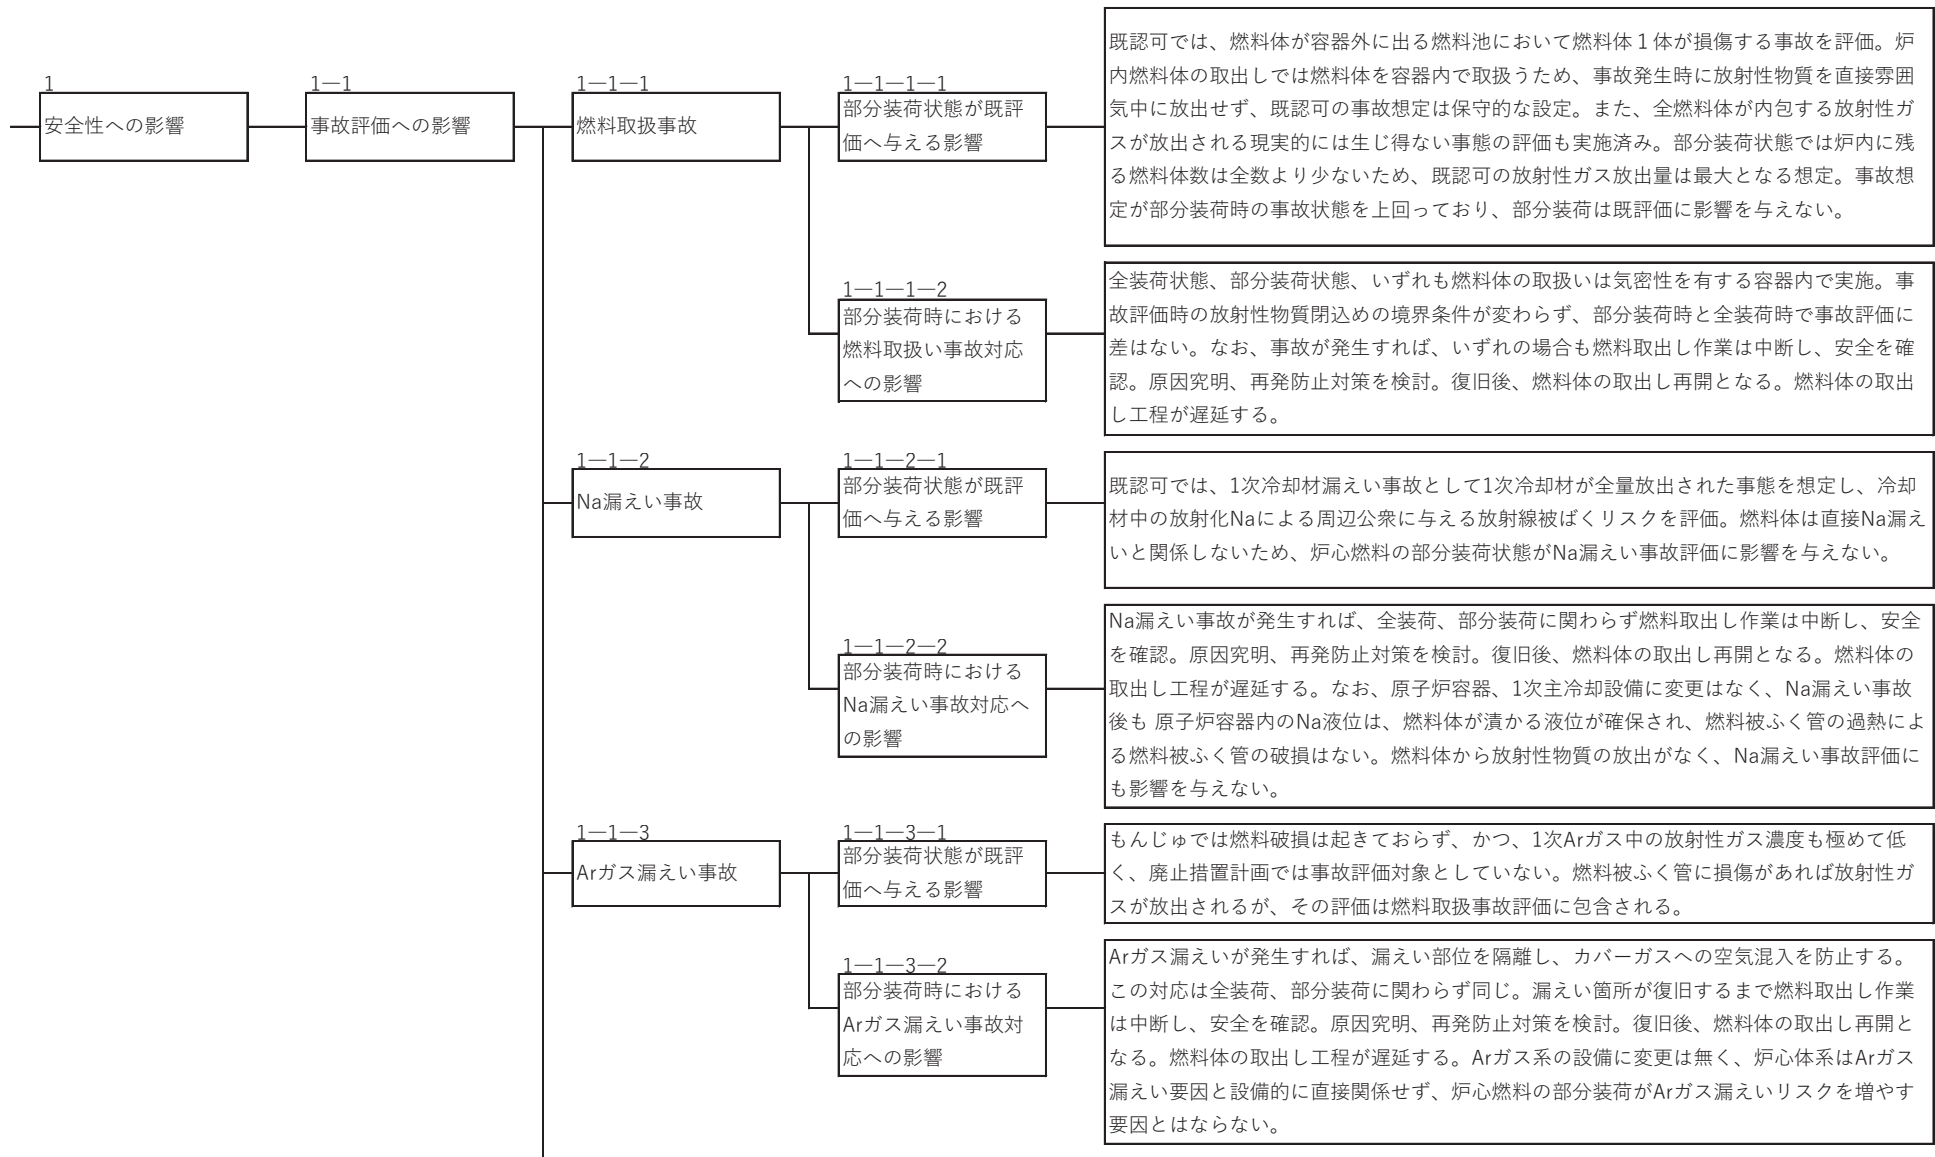 1
安全性への影響
1―1
事故評価への影響
1―1―1
燃料取扱事故
1―1―1―1
部分装荷状態が既評
価へ与える影響
既認可では、燃料体が容器外に出る燃料池において燃料体１体が損傷する事故を評価。炉
内燃料体の取出しでは燃料体を容器内で取扱うため、事故発生時に放射性物質を直接雰囲
気中に放出せず、既認可の事故想定は保守的な設定。また、全燃料体が内包する放射性ガ
スが放出される現実的には生じ得ない事態の評価も実施済み。部分装荷状態では炉内に残
る燃料体数は全数より少ないため、既認可の放射性ガス放出量は最大となる想定。事故想
定が部分装荷時の事故状態を上回っており、部分装荷は既評価に影響を与えない。
1―1―1―2
部分装荷時における
燃料取扱い事故対応
への影響
全装荷状態、部分装荷状態、いずれも燃料体の取扱いは気密性を有する容器内で実施。事
故評価時の放射性物質閉込めの境界条件が変わらず、部分装荷時と全装荷時で事故評価に
差はない。なお、事故が発生すれば、いずれの場合も燃料取出し作業は中断し、安全を確
認。原因究明、再発防止対策を検討。復旧後、燃料体の取出し再開となる。燃料体の取出
し工程が遅延する。
1―1―2
Na漏えい事故
1―1―2―1
部分装荷状態が既評
価へ与える影響
既認可では、1次冷却材漏えい事故として1次冷却材が全量放出された事態を想定し、冷却
材中の放射化Naによる周辺公衆に与える放射線被ばくリスクを評価。燃料体は直接Na漏え
いと関係しないため、炉心燃料の部分装荷状態がNa漏えい事故評価に影響を与えない。
1―1―2―2
部分装荷時における
Na漏えい事故対応へ
の影響
Na漏えい事故が発生すれば、全装荷、部分装荷に関わらず燃料取出し作業は中断し、安全
を確認。原因究明、再発防止対策を検討。復旧後、燃料体の取出し再開となる。燃料体の
取出し工程が遅延する。なお、原子炉容器、1次主冷却設備に変更はなく、Na漏えい事故
後も 原子炉容器内のNa液位は、燃料体が漬かる液位が確保され、燃料被ふく管の過熱によ
る燃料被ふく管の破損はない。燃料体から放射性物質の放出がなく、Na漏えい事故評価に
も影響を与えない。
1―1―3
Arガス漏えい事故
1―1―3―1
部分装荷状態が既評
価へ与える影響
もんじゅでは燃料破損は起きておらず、かつ、1次Arガス中の放射性ガス濃度も極めて低
く、廃止措置計画では事故評価対象としていない。燃料被ふく管に損傷があれば放射性ガ
スが放出されるが、その評価は燃料取扱事故評価に包含される。
1―1―3―2
部分装荷時における
Arガス漏えい事故対
応への影響
Arガス漏えいが発生すれば、漏えい部位を隔離し、カバーガスへの空気混入を防止する。
この対応は全装荷、部分装荷に関わらず同じ。漏えい箇所が復旧するまで燃料取出し作業
は中断し、安全を確認。原因究明、再発防止対策を検討。復旧後、燃料体の取出し再開と
なる。燃料体の取出し工程が遅延する。Arガス系の設備に変更は無く、炉心体系はArガス
漏えい要因と設備的に直接関係せず、炉心燃料の部分装荷がArガス漏えいリスクを増やす
要因とはならない。